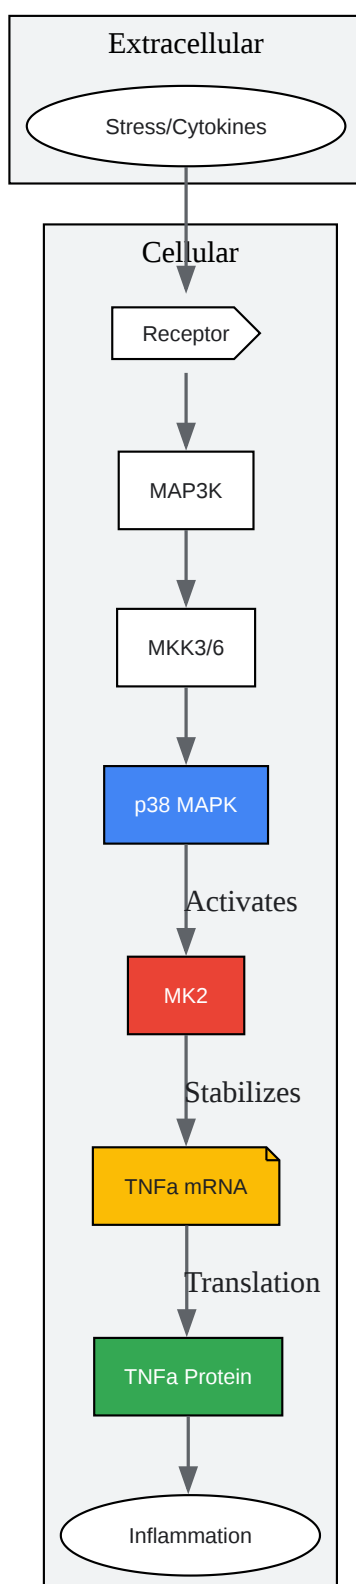 Extracellular
Stress/Cytokines
Cellular
Receptor
MAP3K
MKK3/6
p38 MAPK
Activates
MK2
Stabilizes
TNFa mRNA
Translation
TNFa Protein
Inflammation